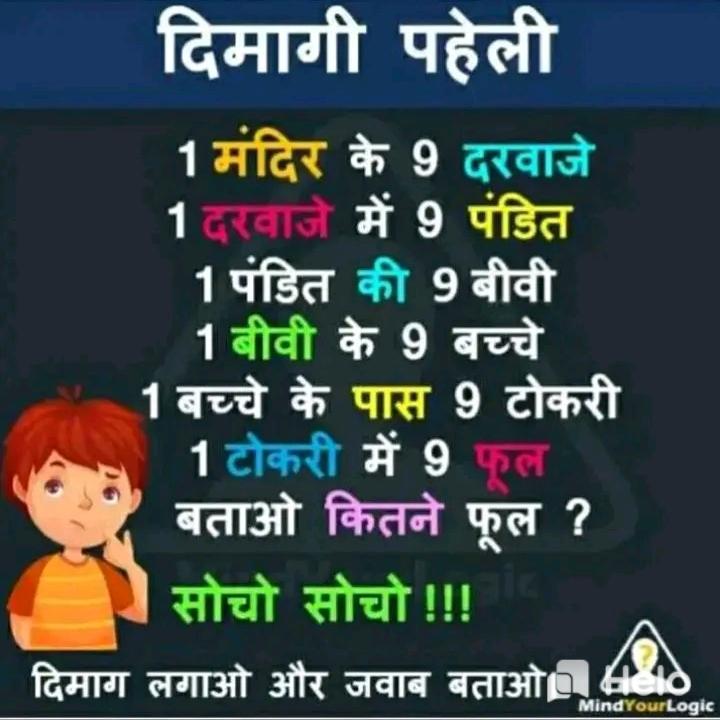 दिमागी पहेली
1 मंदिर के 9 दरवाजे
1 दरवाजे में 9 पंडित
1 पंडित की 9 बीवी
1 बीवी के 9 बच्चे
1 बच्चे के पास 9 टोकरी
1 टोकरी में 9 फूल
बताओ कितने फूल ?
सोचो सोचो !!!
दिमाग लगाओ और जवाब बताओ
Helo
MindYourLogic